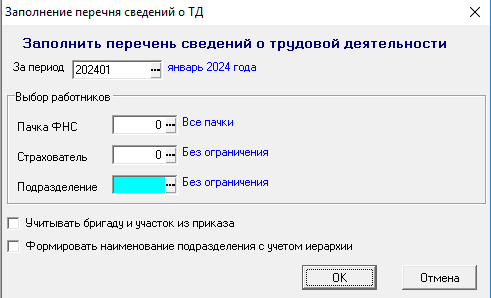 Заполнение перечня сведений о ТД
Заполнить перечень сведений о трудовой деятельности
За период 202401 ... январь 2024 года
Выбор работников
Пачка ФНС 0 ... Все пачки
Страхователь 0 ... Без ограничения
Подразделение ... Без ограничения
Учитывать бригаду и участок из приказа
Формировать наименование подразделения с учетом иерархии
OK Отмена